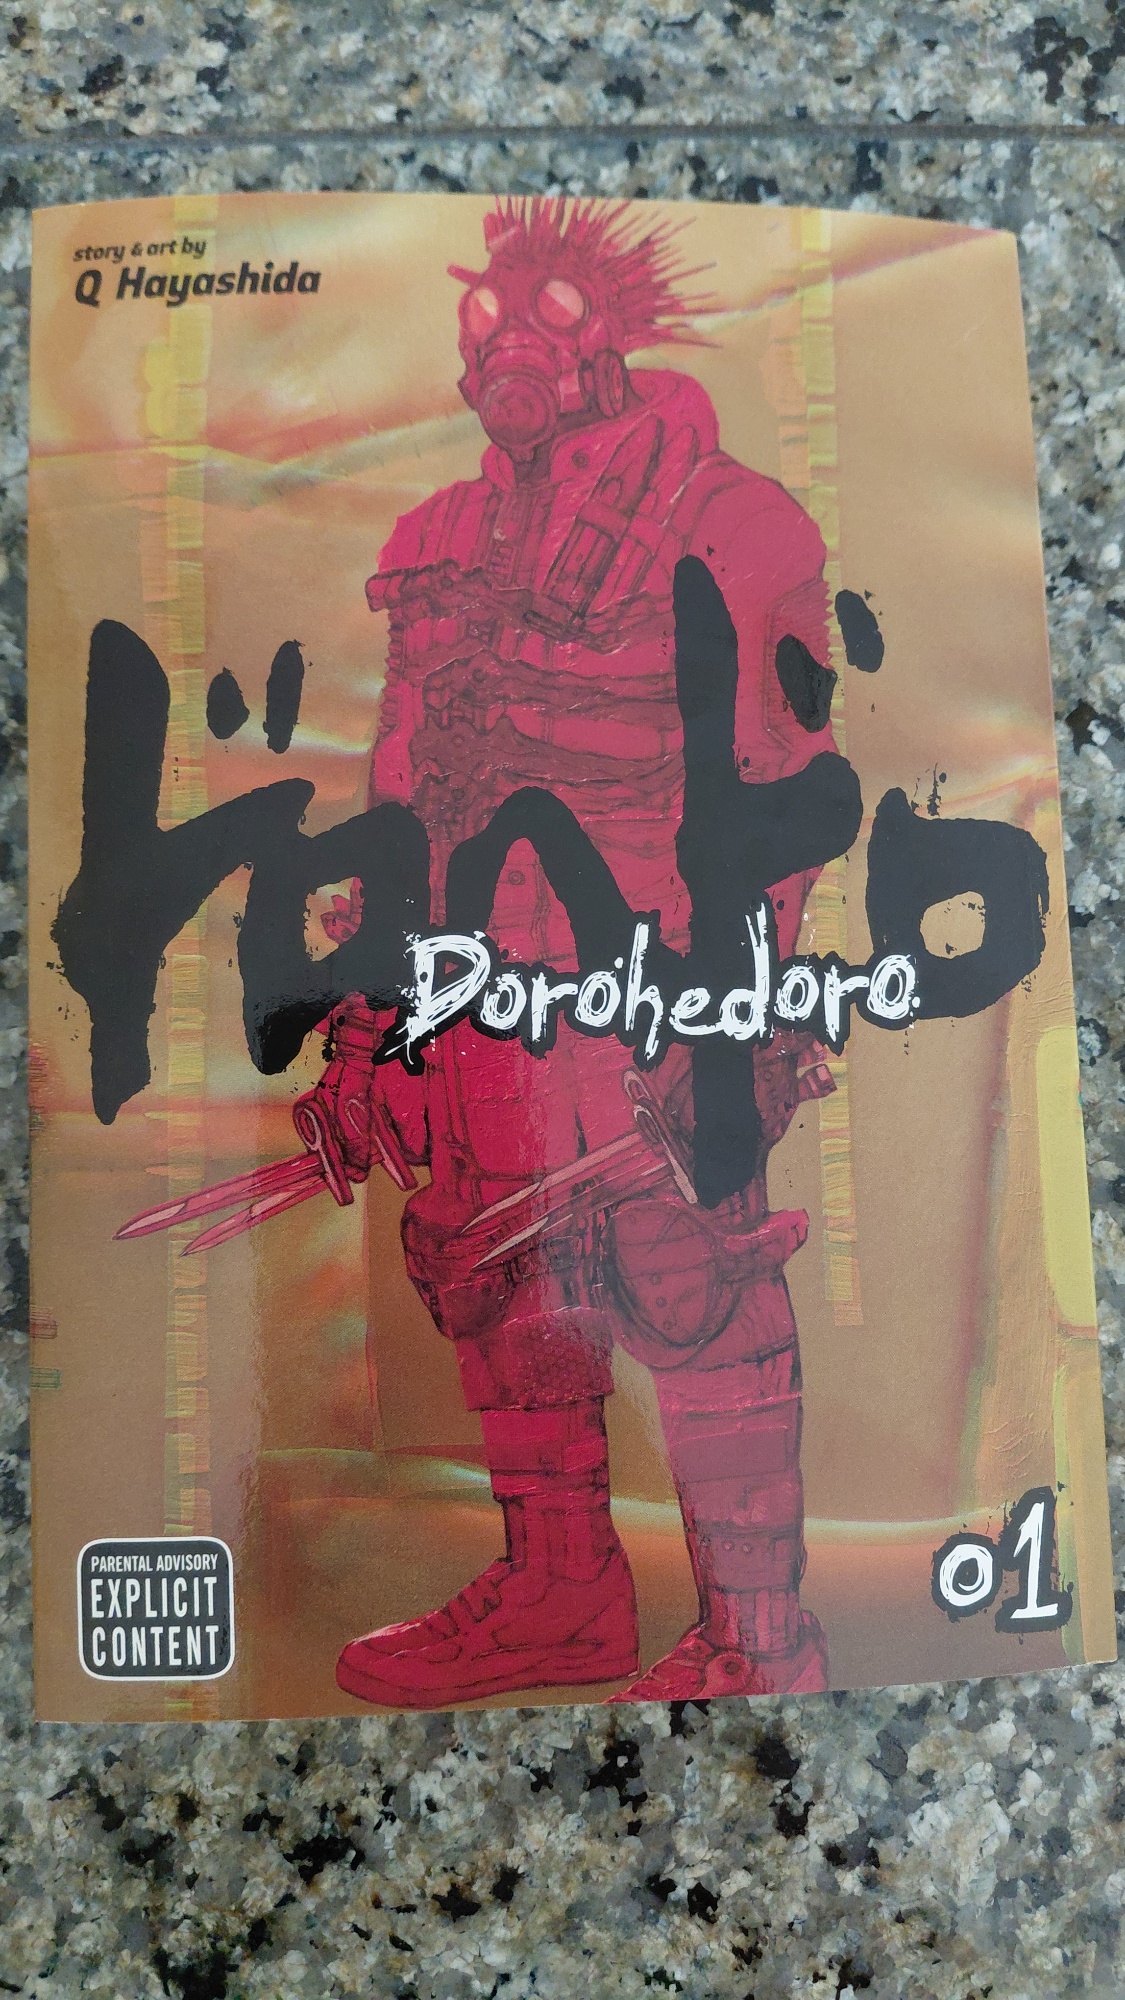 story & art by
Q Hayashida
ドロヘドロ
Dorohedoro
01
PARENTAL ADVISORY
EXPLICIT
CONTENT